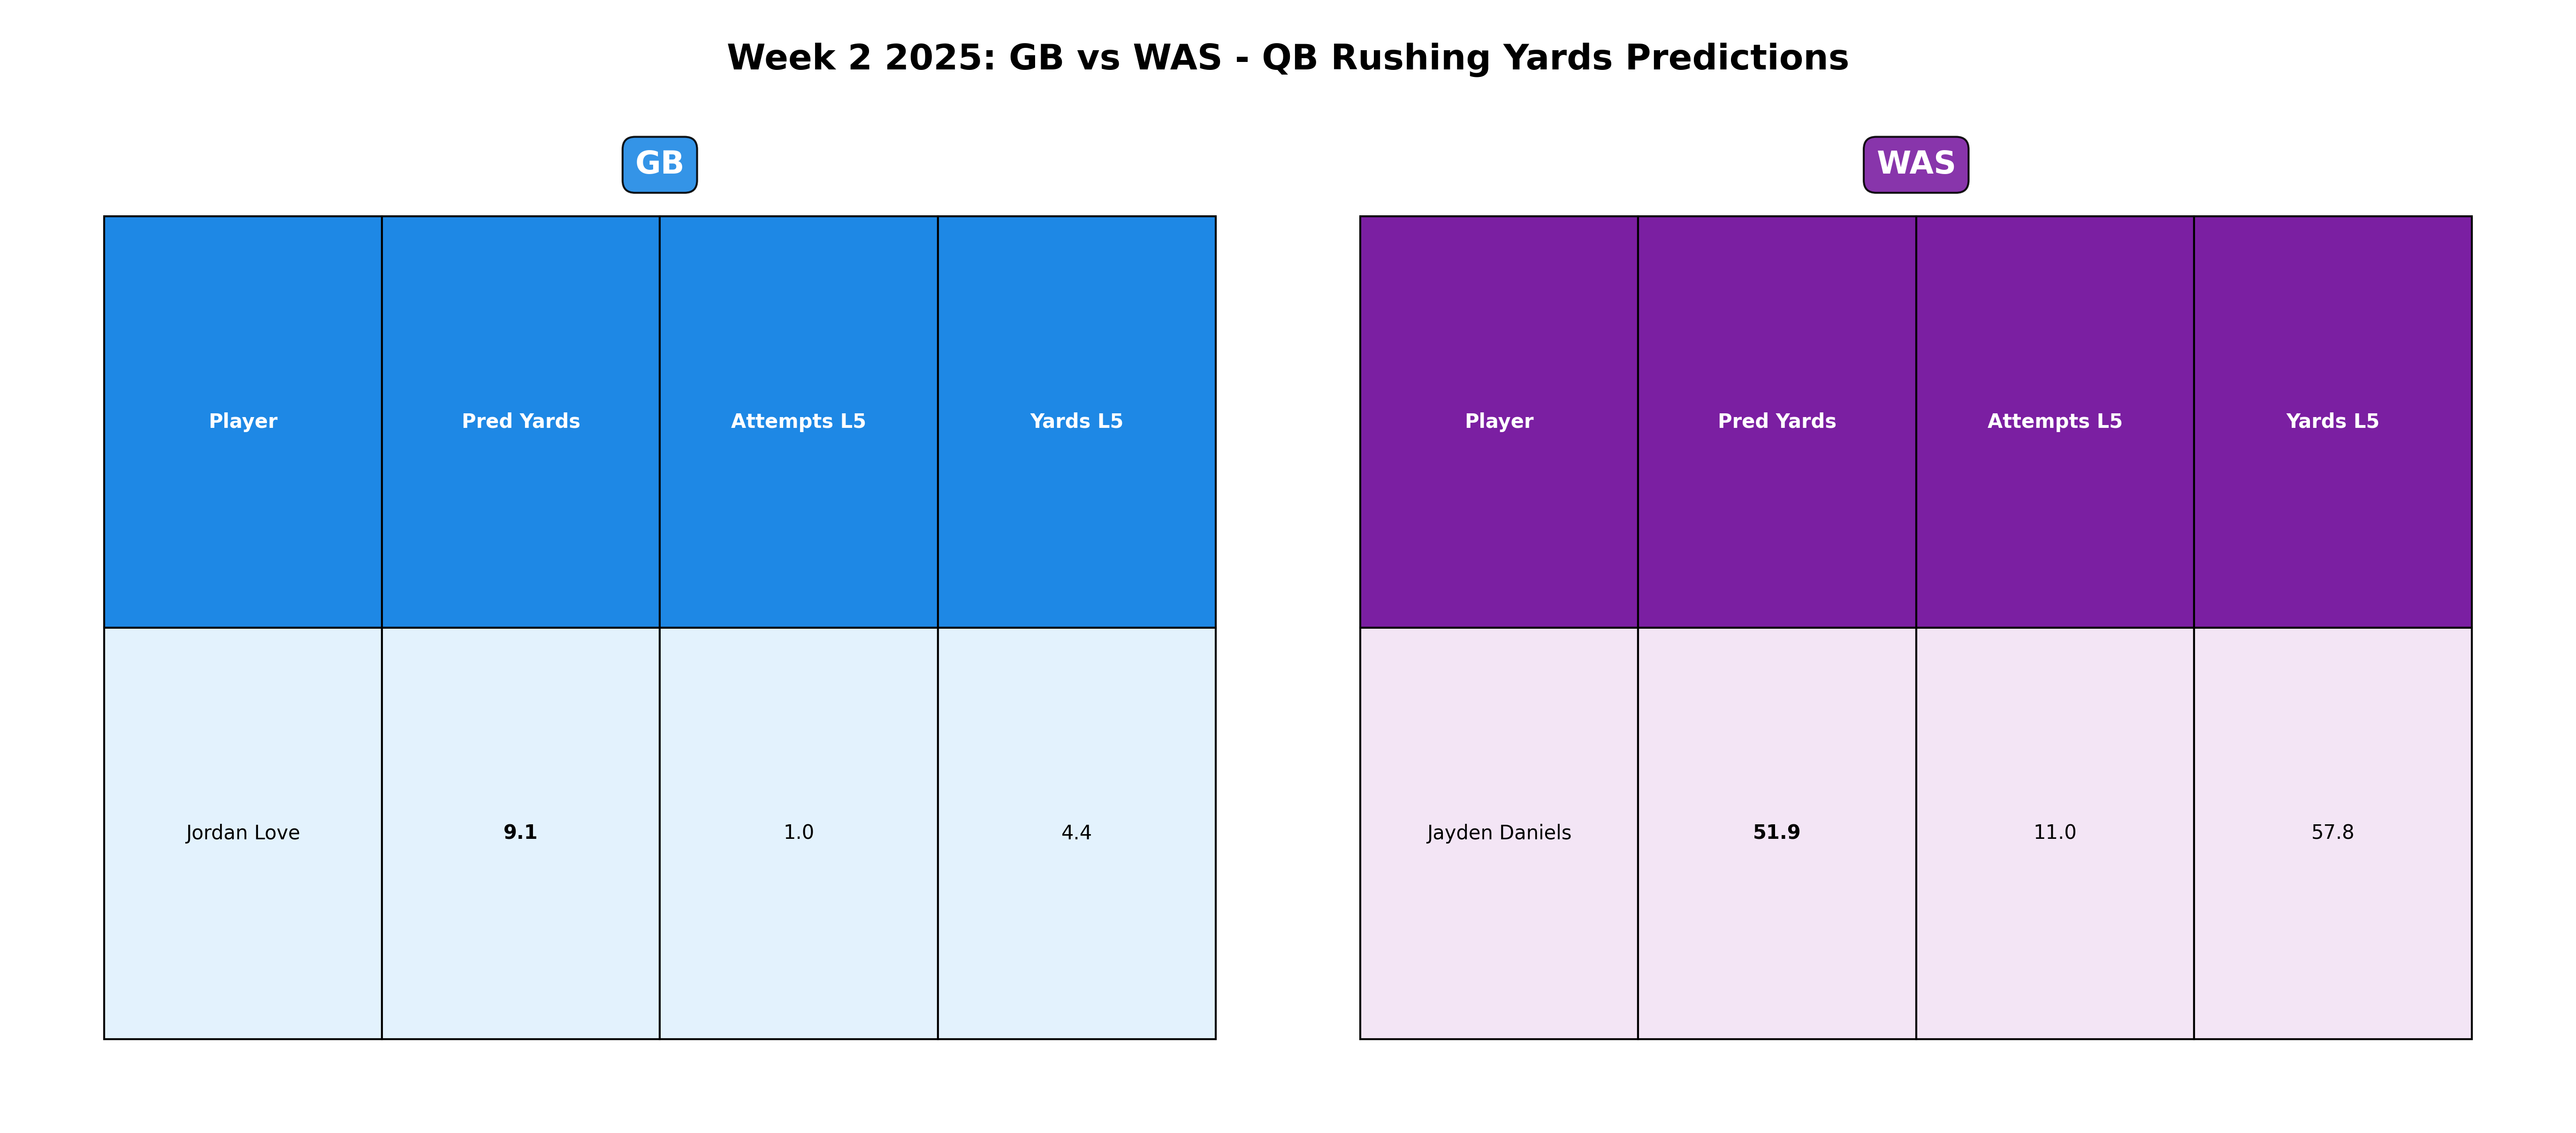 Week 2 2025: GB vs WAS - QB Rushing Yards Predictions
GB
Player Pred Yards Attempts L5 Yards L5
Jordan Love 9.1 1.0 4.4
WAS
Player Pred Yards Attempts L5 Yards L5
Jayden Daniels 51.9 11.0 57.8